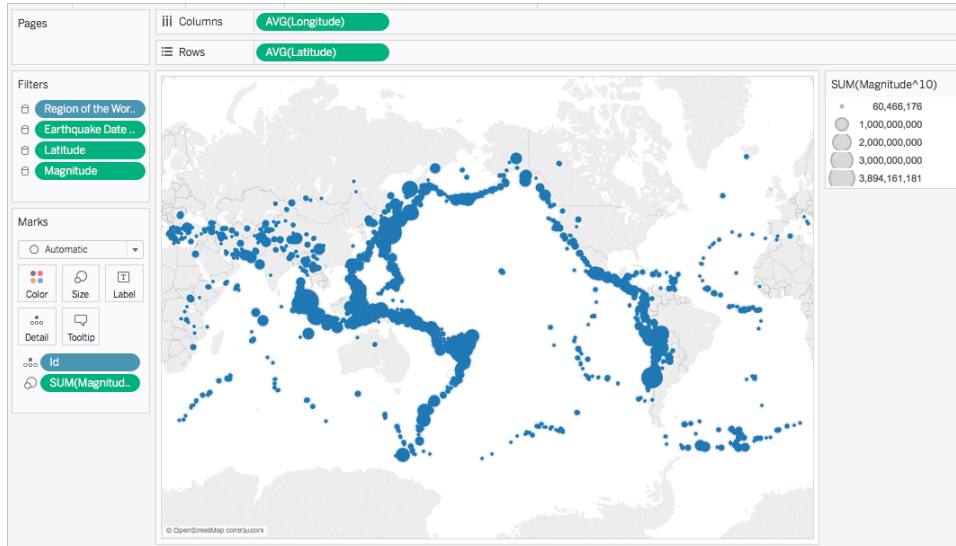 Pages
iii Columns
AVG(Longitude)
Rows
AVG(Latitude)
Filters
Region of the Wor..
Earthquake Date ..
Latitude
Magnitude
Marks
Automatic
Color
Size
Label
Detail
Tooltip
Id
SUM(Magnitud..
SUM(Magnitude^10)
60,466,176
1,000,000,000
2,000,000,000
3,000,000,000
3,894,161,181
© OpenStreetMap contributors